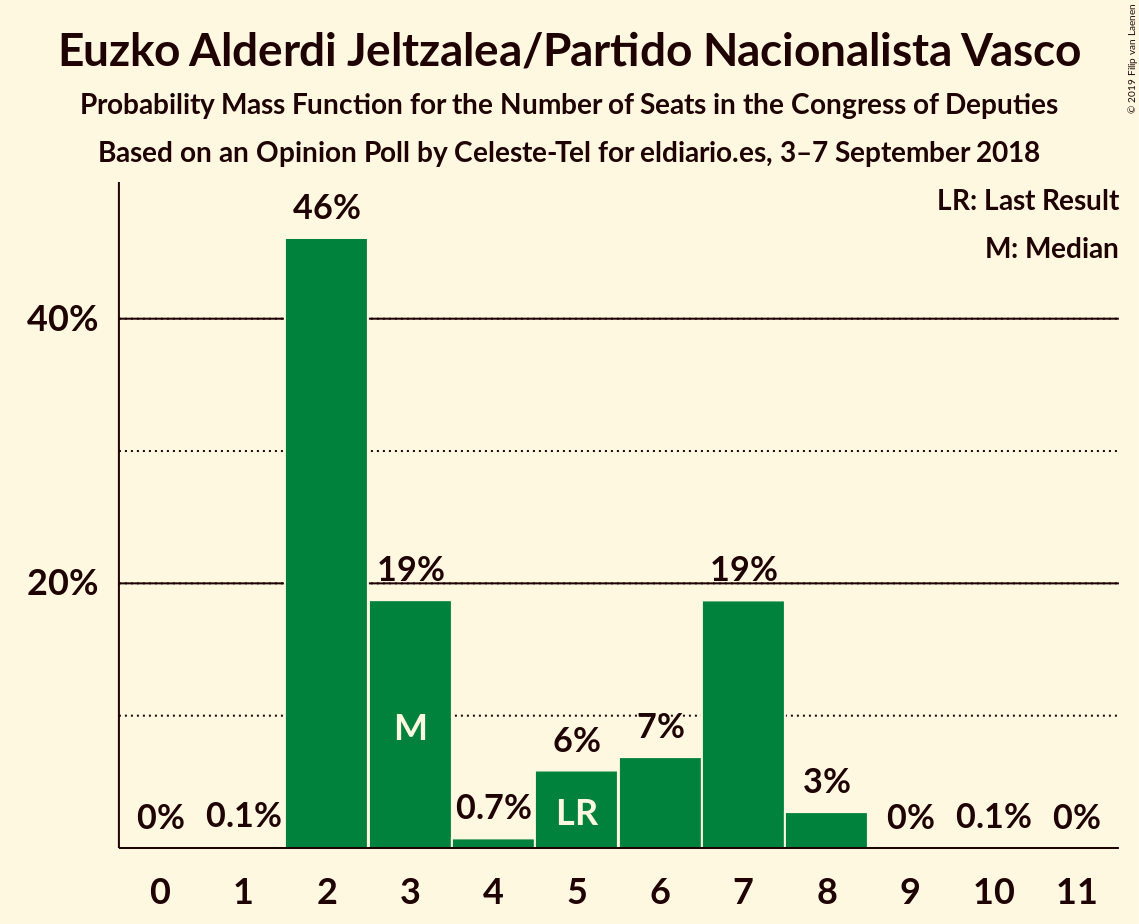 Euzko Alderdi Jeltzalea/Partido Nacionalista Vasco
Probability Mass Function for the Number of Seats in the Congress of Deputies
Based on an Opinion Poll by Celeste-Tel for eldiario.es, 3–7 September 2018
© 2019 Filip van Laenen
LR: Last Result
M: Median
46%
40%
19%
19%
20%
M
7%
6%
3%
0.7%
LR
0%
0.1%
0%
0.1%
0%
0 1 2 3 4 5 6 7 8 9 10 11